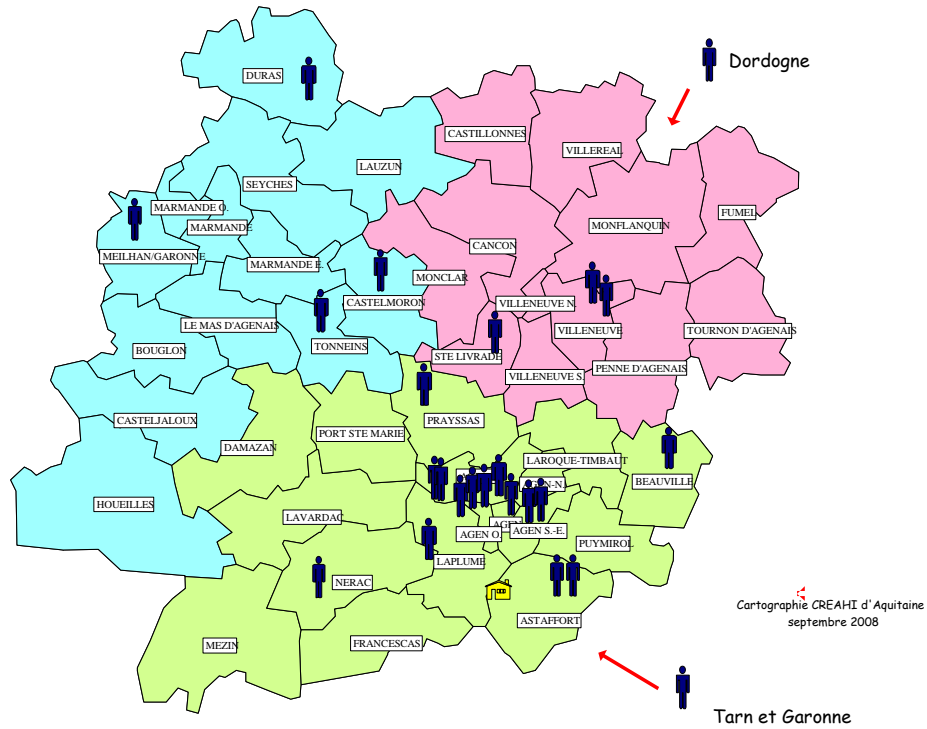 Dordogne
DURAS
CASTILLONNES
VILLEREAL
LAUZUN
SEYCHES
MARMANDE O.
FUMEL
MARMANDE
MONFLANQUIN
CANCON
MEILHAN/GARONNE
MARMANDE E.
MONCLAR
CASTELMORON
VILLENEUVE N.
LE MAS D'AGENAIS
VILLENEUVE
TOURNON D'AGENAIS
TONNEINS
BOUGLON
STE LIVRADE
PENNE D'AGENAIS
VILLENEUVE S.
CASTELJALOUX
PRAYSSAS
PORT STE MARIE
DAMAZAN
LAROQUE-TIMBAUT
BEAUVILLE
HOUEILLES
LAVARDAC
AGEN
AGEN S.-E.
AGEN O.
PUYMIROL
LAPLUME
NERAC
Cartographie CREAHI d'Aquitaine
septembre 2008
ASTAFFORT
MEZIN
FRANCESCAS
Tarn et Garonne